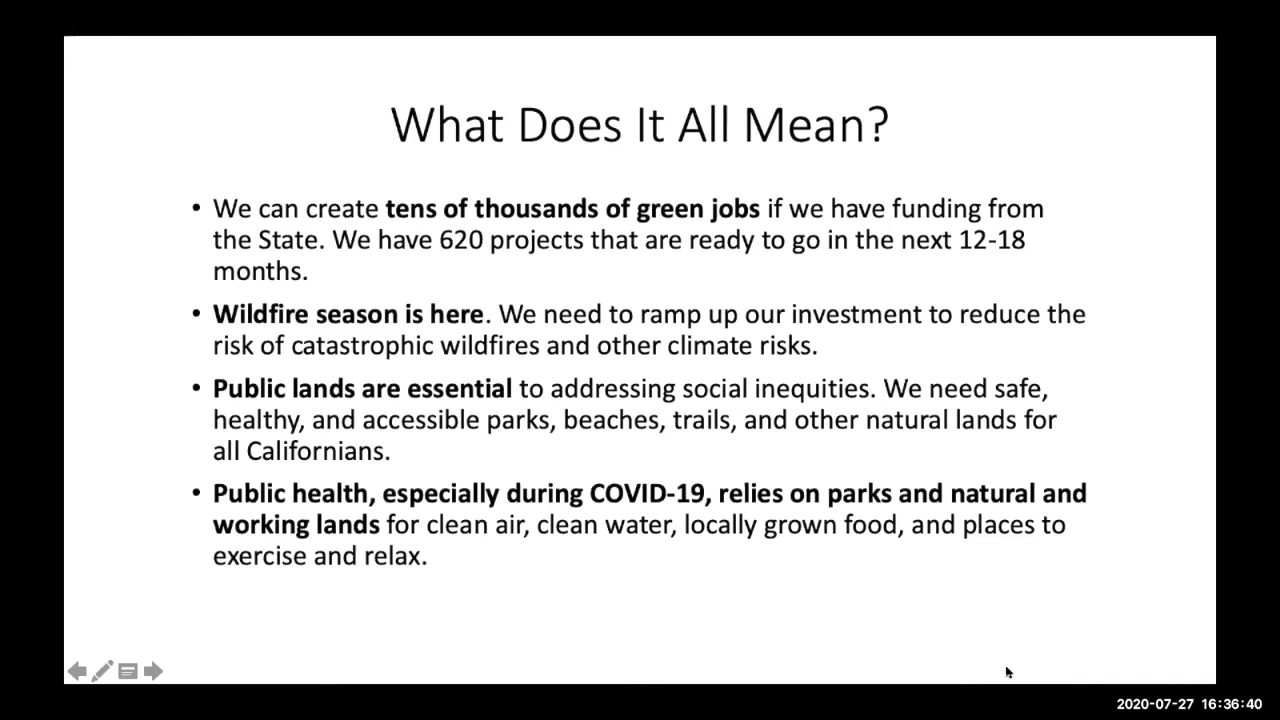 What Does It All Mean?
• We can create tens of thousands of green jobs if we have funding from
the State. We have 620 projects that are ready to go in the next 12-18
months.
• Wildfire season is here. We need to ramp up our investment to reduce the
risk of catastrophic wildfires and other climate risks.
• Public lands are essential to addressing social inequities. We need safe,
healthy, and accessible parks, beaches, trails, and other natural lands for
all Californians.
• Public health, especially during COVID-19, relies on parks and natural and
working lands for clean air, clean water, locally grown food, and places to
exercise and relax.
2020-07-27 16:36:40